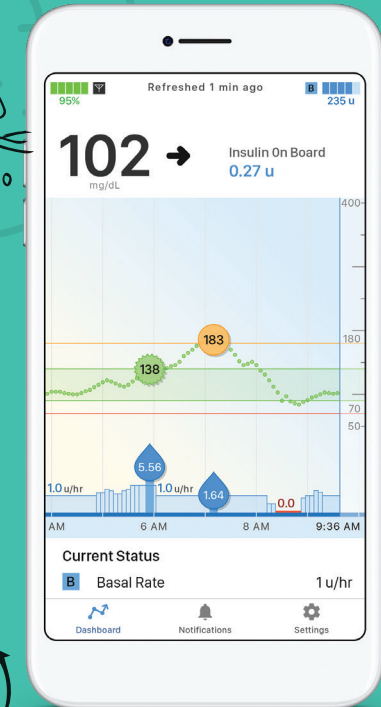 Refreshed 1 min ago
B
95%
235 u
102
mg/dL
Insulin On Board
0.27 u
400
183
180
138
70
50
5.56
1.0 u/hr
1.0 u/hr
1.64
0.0
AM
6 AM
8 AM
9:36 AM
Current Status
B Basal Rate 1 u/hr
Dashboard Notifications Settings